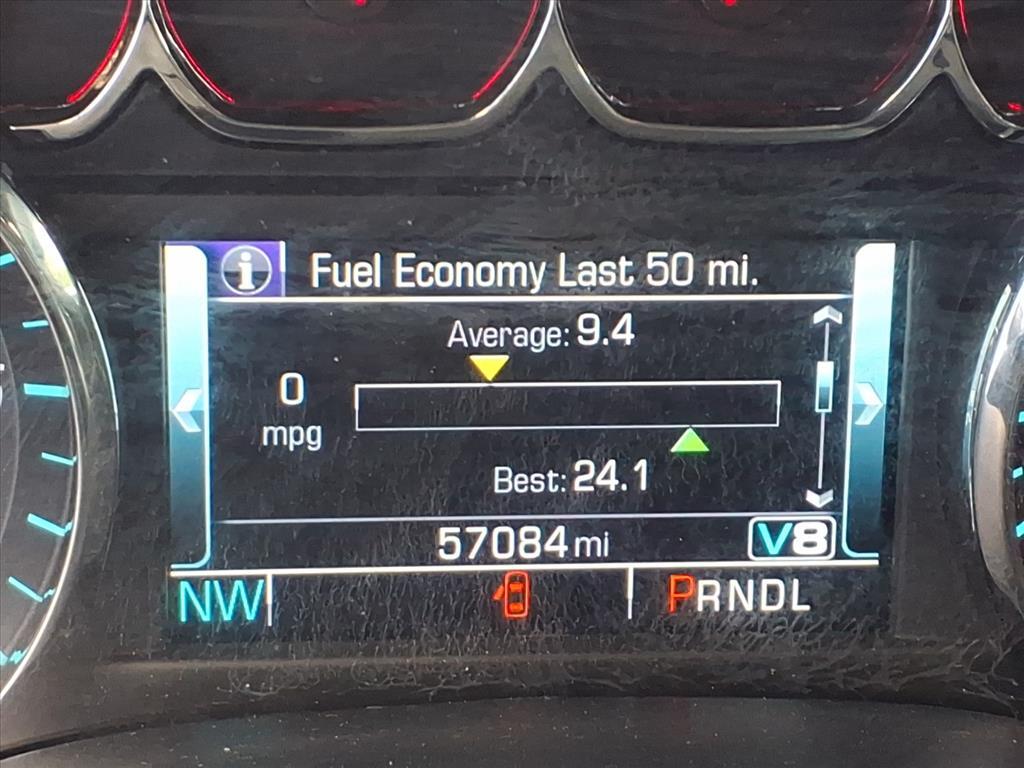 i Fuel Economy Last 50 mi.
Average: 9.4
0
mpg
Best: 24.1
57084 mi V8
NW PRNDL